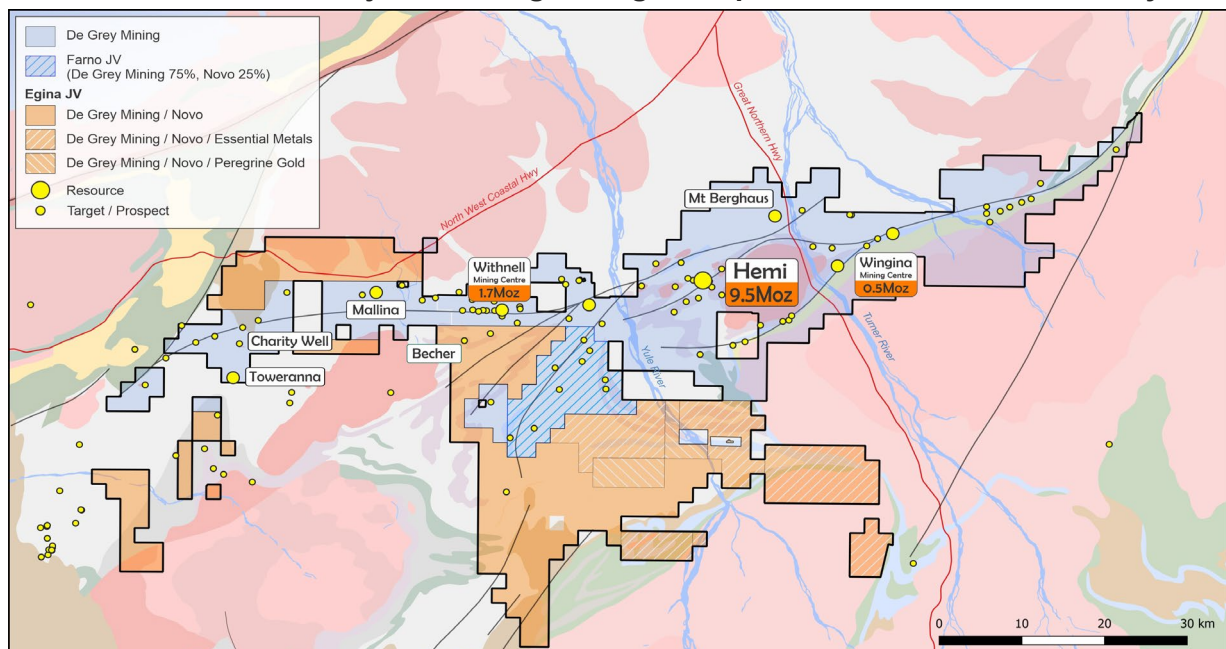 De Grey Mining
Farno JV
(De Grey Mining 75%, Novo 25%)
Egina JV
De Grey Mining / Novo
De Grey Mining / Novo / Essential Metals
De Grey Mining / Novo / Peregrine Gold
Resource
Target / Prospect
North West Coastal Hwy
Great Northern Hwy
Mt Berghaus
Withnell
Mining Centre
1.7Moz
Hemi
9.5Moz
Wingina
Mining Centre
0.5Moz
Mallina
Charity Well
Becher
Toweranna
Yule River
Turner River
0 10 20 30 km